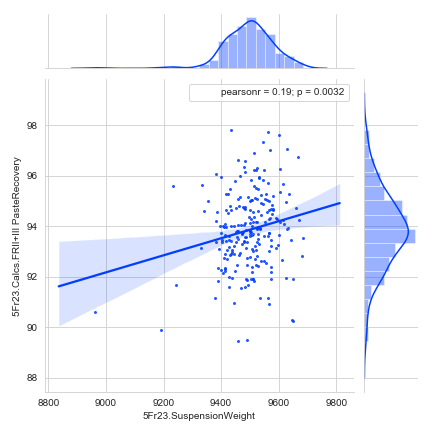 pearsonr = 0.19; p = 0.0032
98
96
94
92
90
88
5Fr23.Calcs.FRII+III PasteRecovery
8800 9000 9200 9400 9600 9800
5Fr23.SuspensionWeight